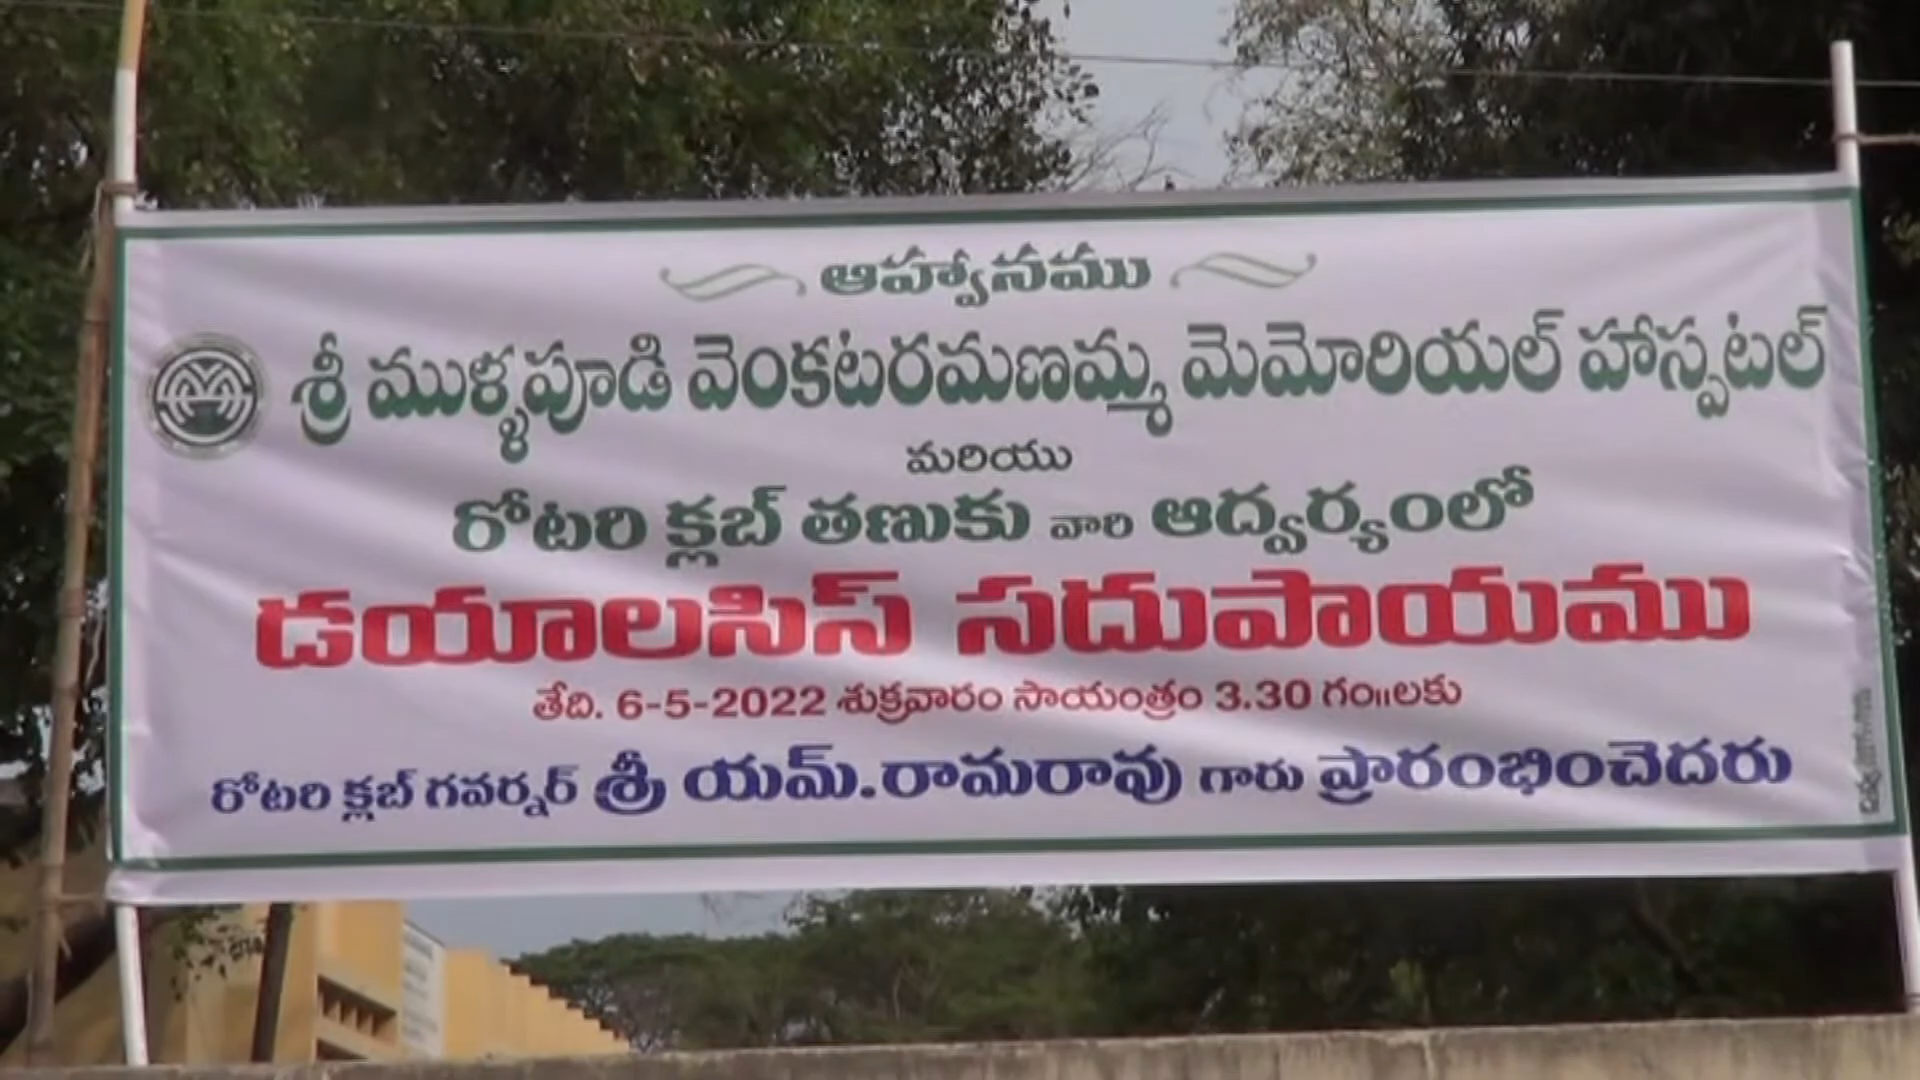 ఆహ్వానము
శ్రీ ముళ్ళపూడి వెంకటరమణమ్మ మెమోరియల్ హాస్పటల్
మరియు
రోటరి క్లబ్ తణుకు వారి ఆద్వర్యంలో
డయాలసిస్ సదుపాయము
తేది. 6-5-2022 శుక్రవారం సాయంత్రం 3.30 గం॥లకు
రోటరి క్లబ్ గవర్నర్ శ్రీ యమ్.రామరావు గారు ప్రారంభించెదరు